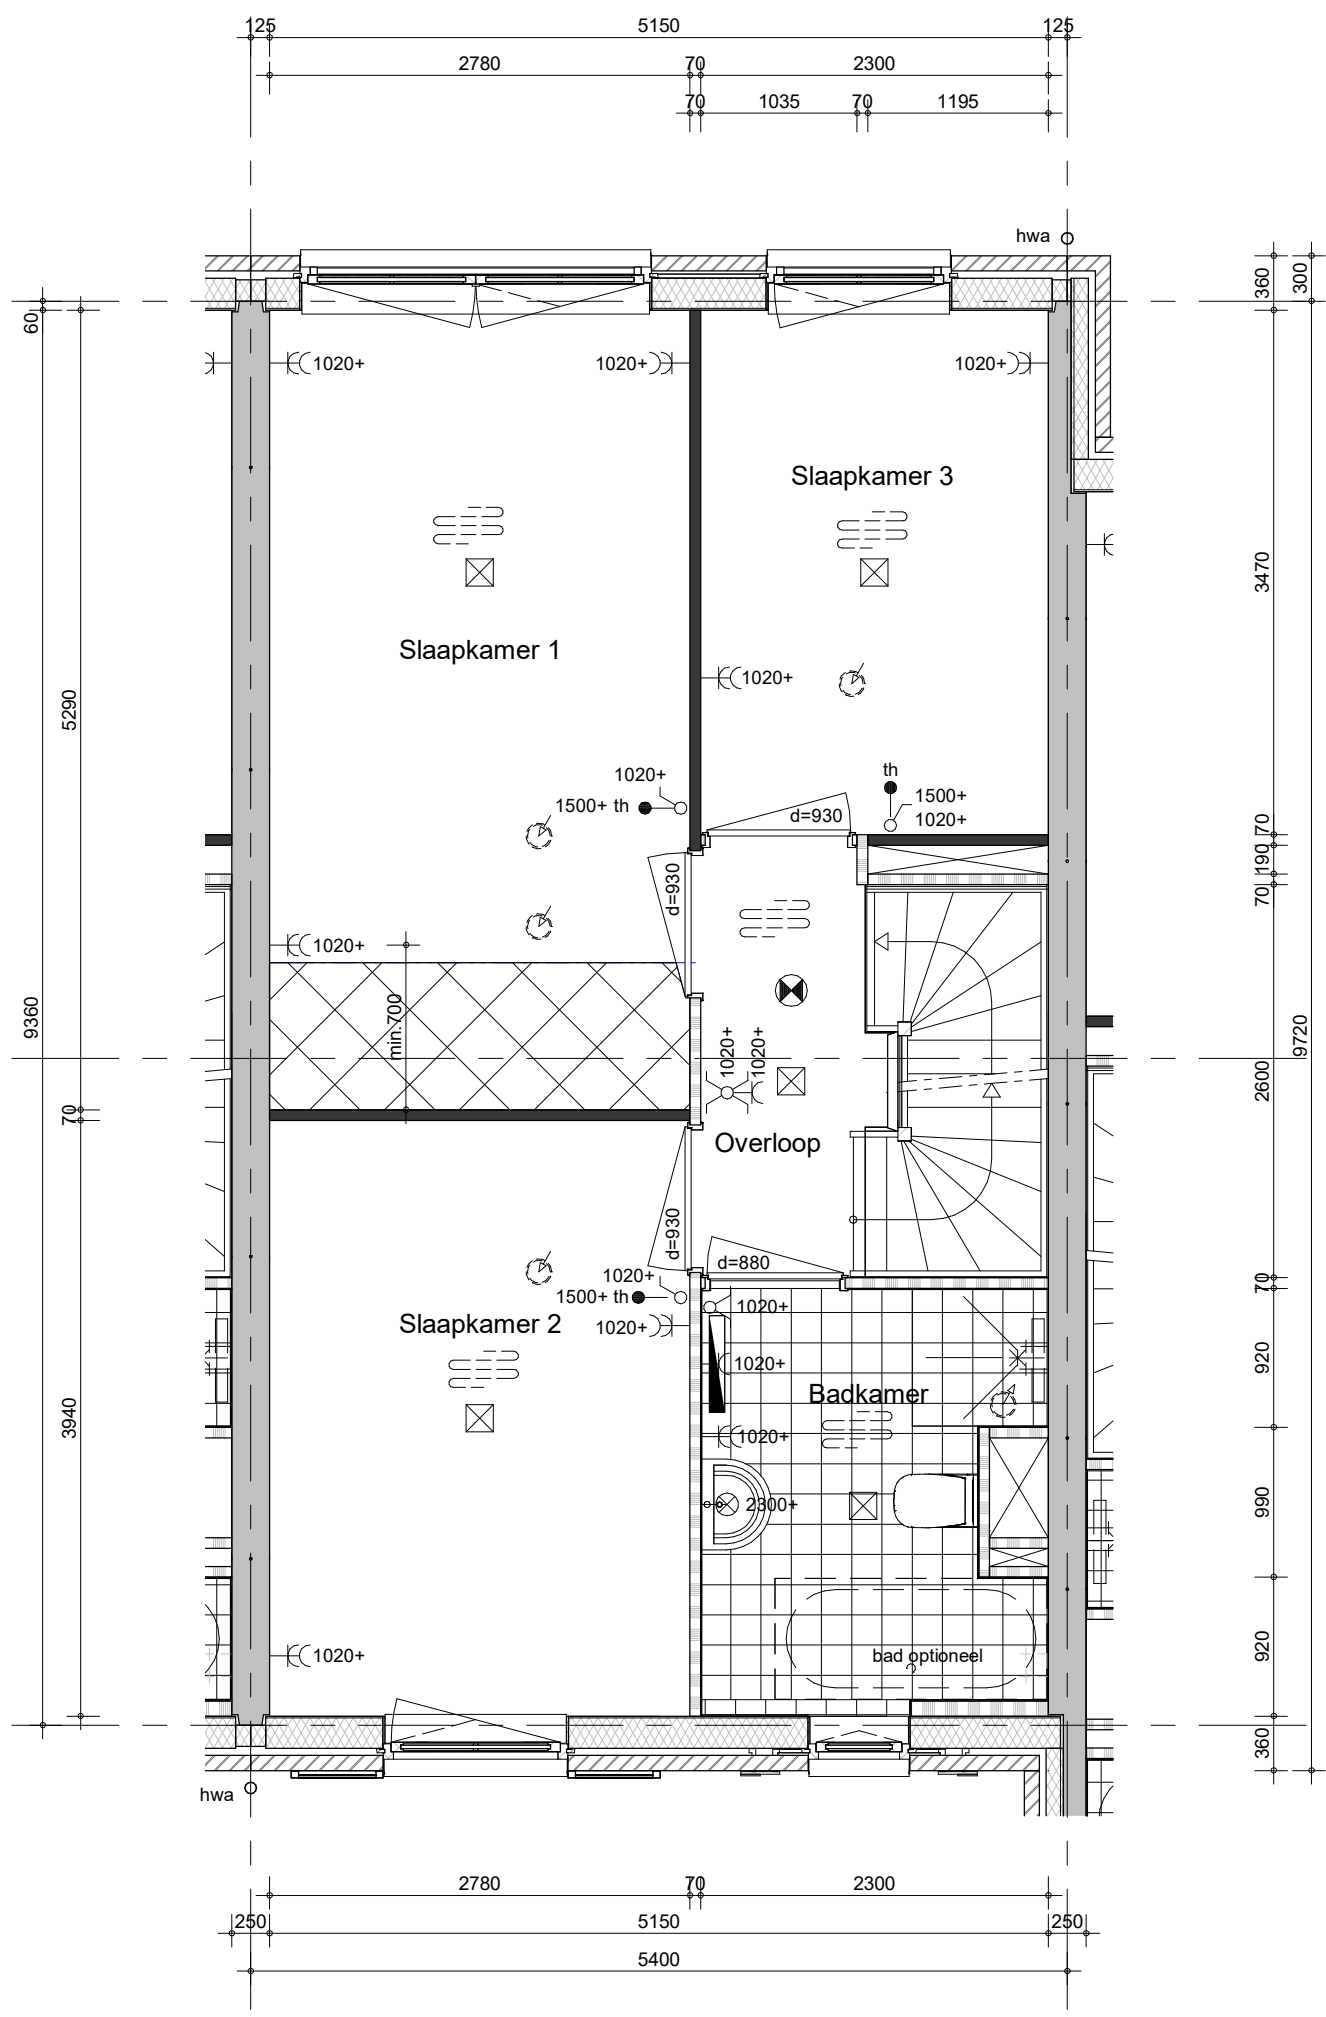 125 5150 125
2780 70 2300
70 1035 70 1195
hwa
360 300
60
1020+ 1020+ 1020+
Slaapkamer 3
3470
Slaapkamer 1
1020+
5290
th
1020+
1500+ th
1500+
1020+
d=930
70
190
70
d=930
1020+
min.700
9360
1020+
1020+
9720
2600
70
Overloop
d=930
d=880
70
1020+
1500+ th
1020+
1020+
Slaapkamer 2
1020+
920
Badkamer
3940
1020+
2300+
990
920
1020+
bad optioneel
360
hwa
2780 70 2300
250 5150 250
5400